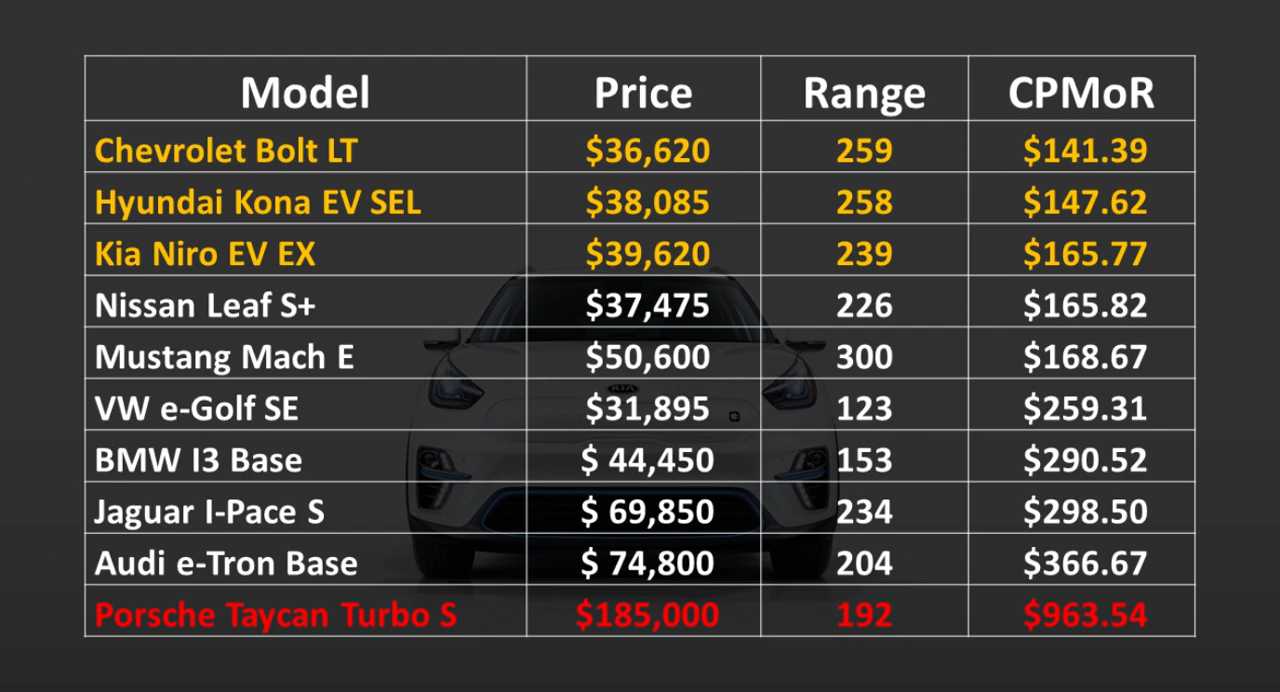 Model Price Range CPMoR
Chevrolet Bolt LT $36,620 259 $141.39
Hyundai Kona EV SEL $38,085 258 $147.62
Kia Niro EV EX $39,620 239 $165.77
Nissan Leaf S+ $37,475 226 $165.82
Mustang Mach E $50,600 300 $168.67
KIA
VW e-Golf SE $31,895 123 $259.31
BMW I3 Base $ 44,450 153 $290.52
Jaguar I-Pace S $ 69,850 234 $298.50
Audi e-Tron Base $ 74,800 204 $366.67
Porsche Taycan Turbo S $185,000 192 $963.54